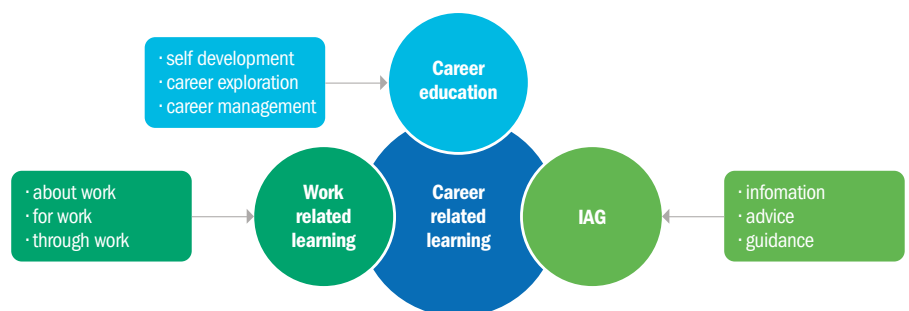 · self development
· career exploration
· career management
Career
education
· about work
· for work
· through work
Work
related
learning
Career
related
learning
IAG
· infomation
· advice
· guidance